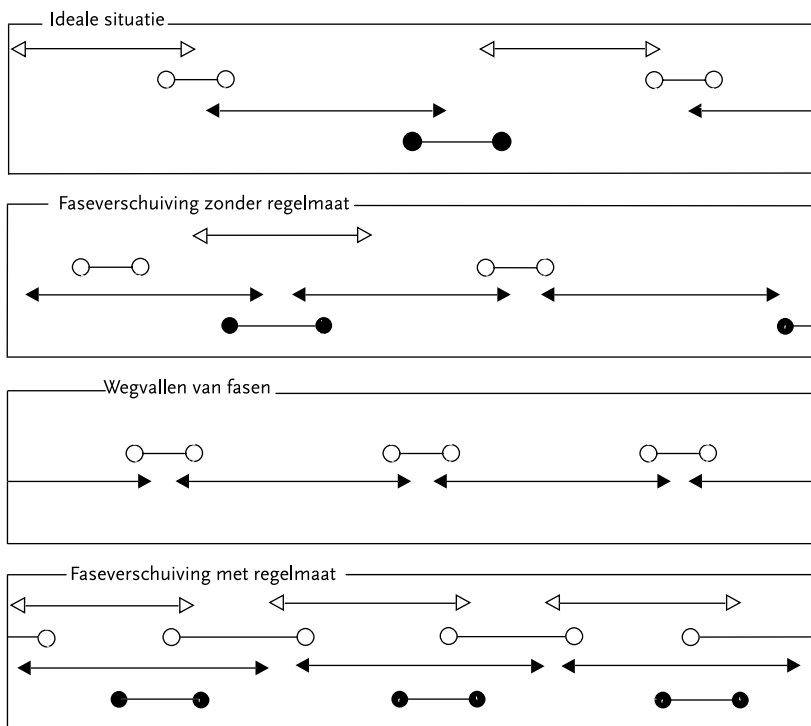 Ideale situatie
Faseverschuiving zonder regelmaat
Wegvallen van fasen
Faseverschuiving met regelmaat